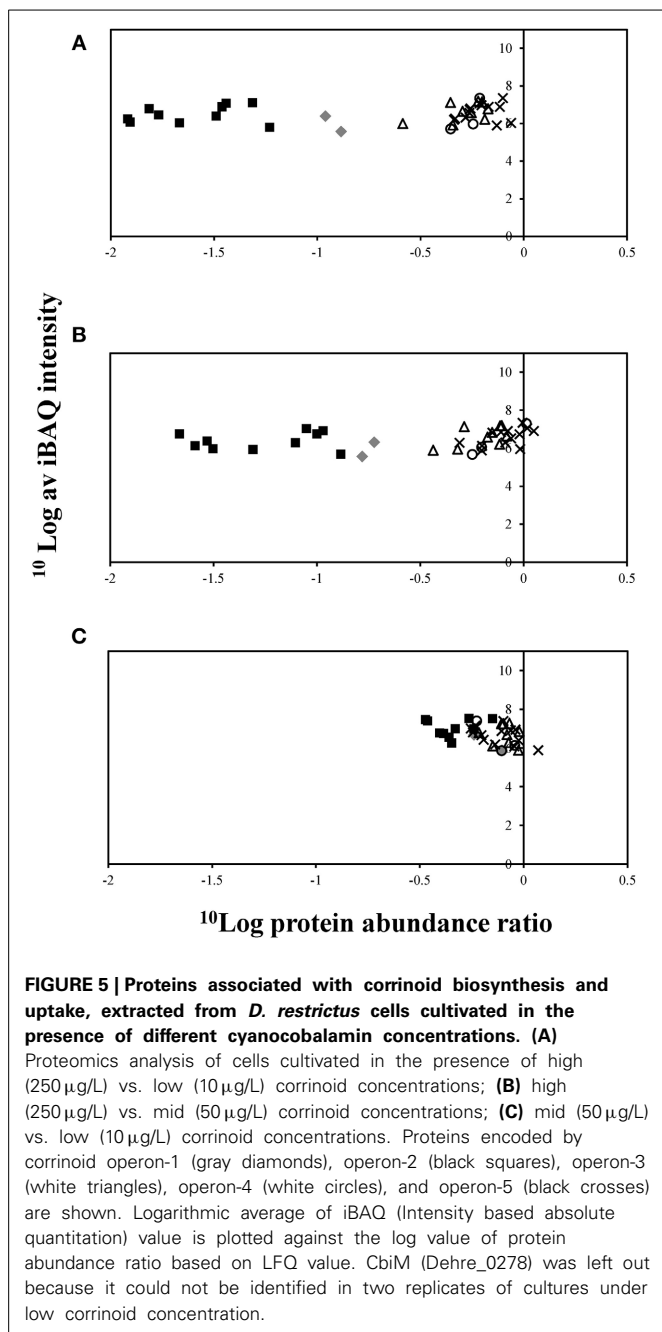 A
10
8
6
4
2
0
-2
-1.5
-1
-0.5
0
0.5
B
10
8
6
4
2
0
-2
-1.5
-1
-0.5
0
0.5
C
10
8
6
4
2
0
-2
-1.5
-1
-0.5
0
0.5
10 Log av iBAQ intensity
10Log protein abundance ratio
FIGURE 5 | Proteins associated with corrinoid biosynthesis and
uptake, extracted from D. restrictus cells cultivated in the
presence of different cyanocobalamin concentrations. (A)
Proteomics analysis of cells cultivated in the presence of high
(250 μg/L) vs. low (10 μg/L) corrinoid concentrations; (B) high
(250 μg/L) vs. mid (50 μg/L) corrinoid concentrations; (C) mid (50 μg/L)
vs. low (10 μg/L) corrinoid concentrations. Proteins encoded by
corrinoid operon-1 (gray diamonds), operon-2 (black squares), operon-3
(white triangles), operon-4 (white circles), and operon-5 (black crosses)
are shown. Logarithmic average of iBAQ (Intensity based absolute
quantitation) value is plotted against the log value of protein
abundance ratio based on LFQ value. CbiM (Dehre_0278) was left out
because it could not be identified in two replicates of cultures under
low corrinoid concentration.